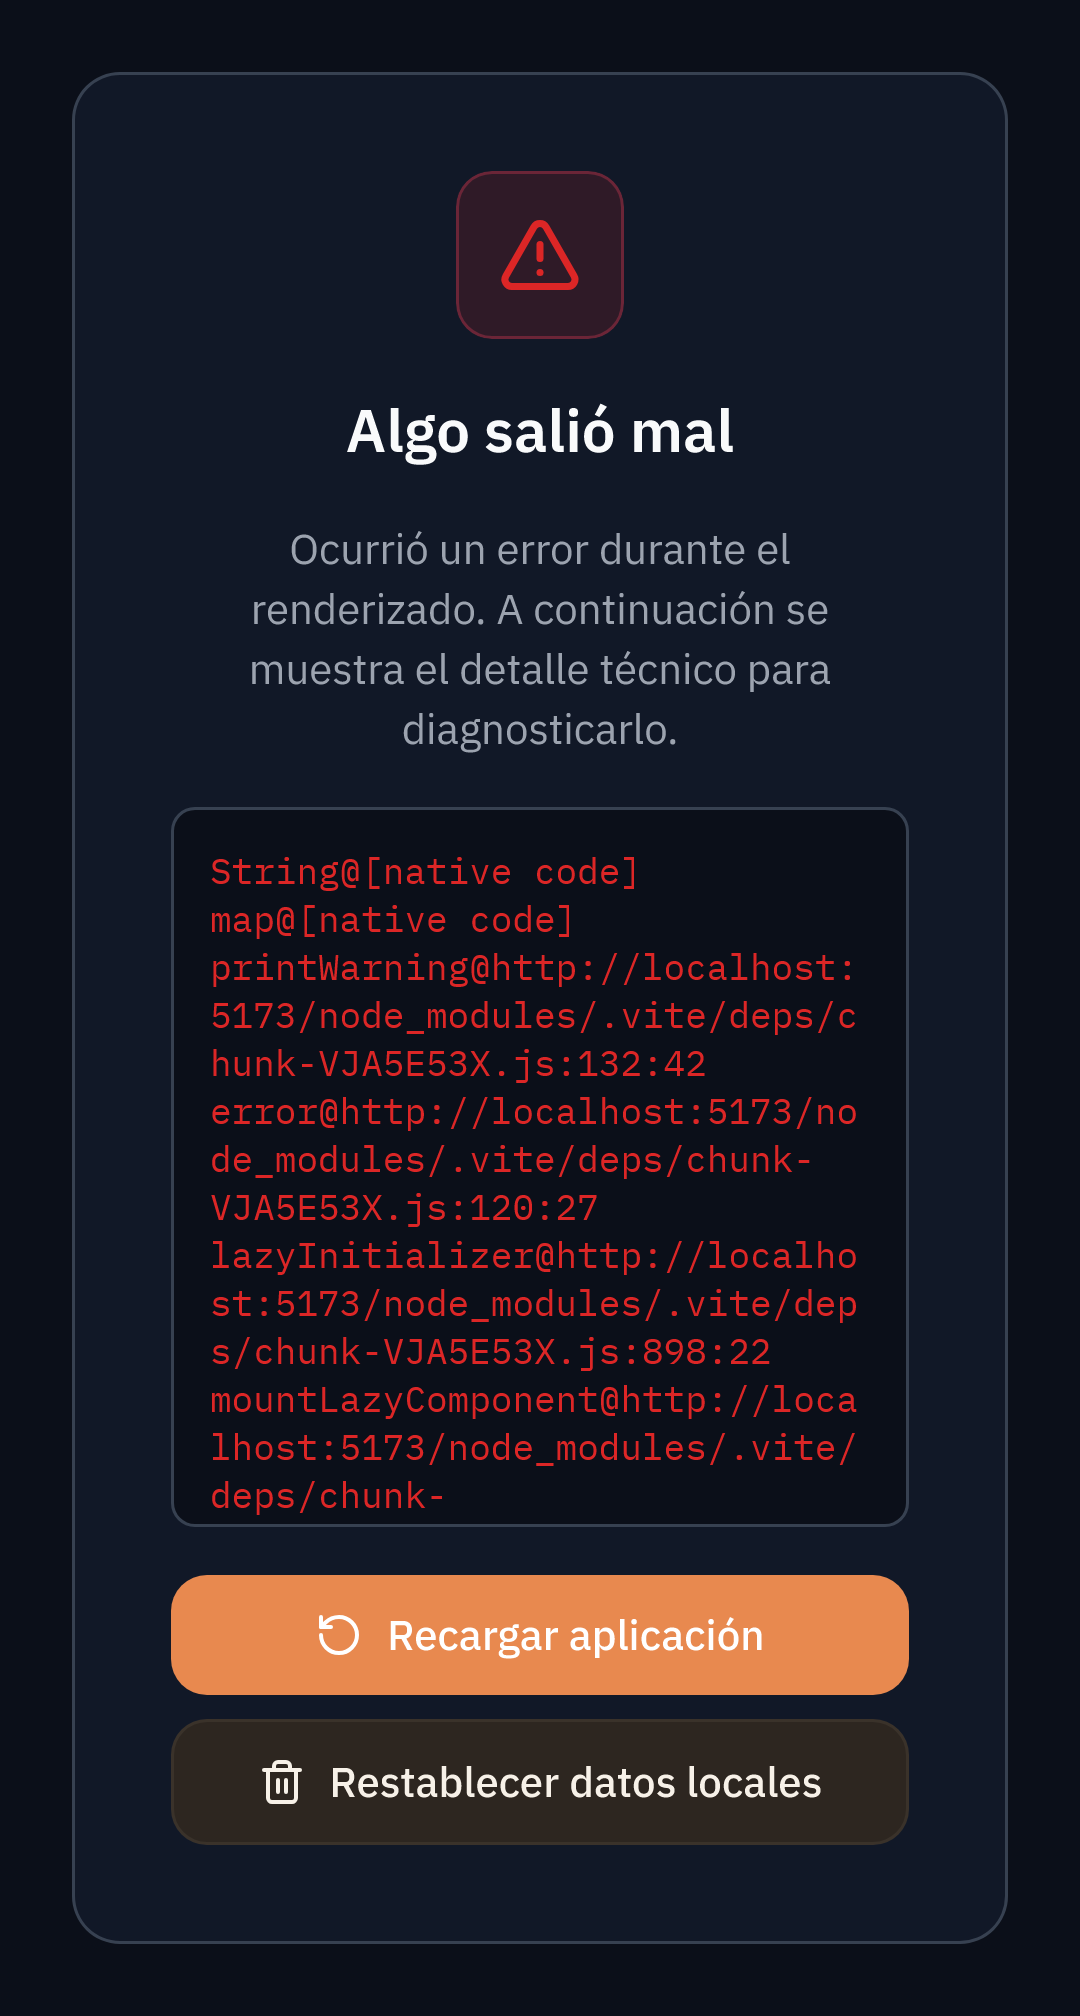 Algo salió mal
Ocurrió un error durante el
renderizado. A continuación se
muestra el detalle técnico para
diagnosticarlo.
String@[native code]
map@[native code]
printWarning@http://localhost:
5173/node_modules/.vite/deps/c
hunk-VJA5E53X.js:132:42
error@http://localhost:5173/no
de_modules/.vite/deps/chunk-
VJA5E53X.js:120:27
lazyInitializer@http://localho
st:5173/node_modules/.vite/dep
s/chunk-VJA5E53X.js:898:22
mountLazyComponent@http://loca
lhost:5173/node_modules/.vite/
deps/chunk-
Recargar aplicación
Restablecer datos locales